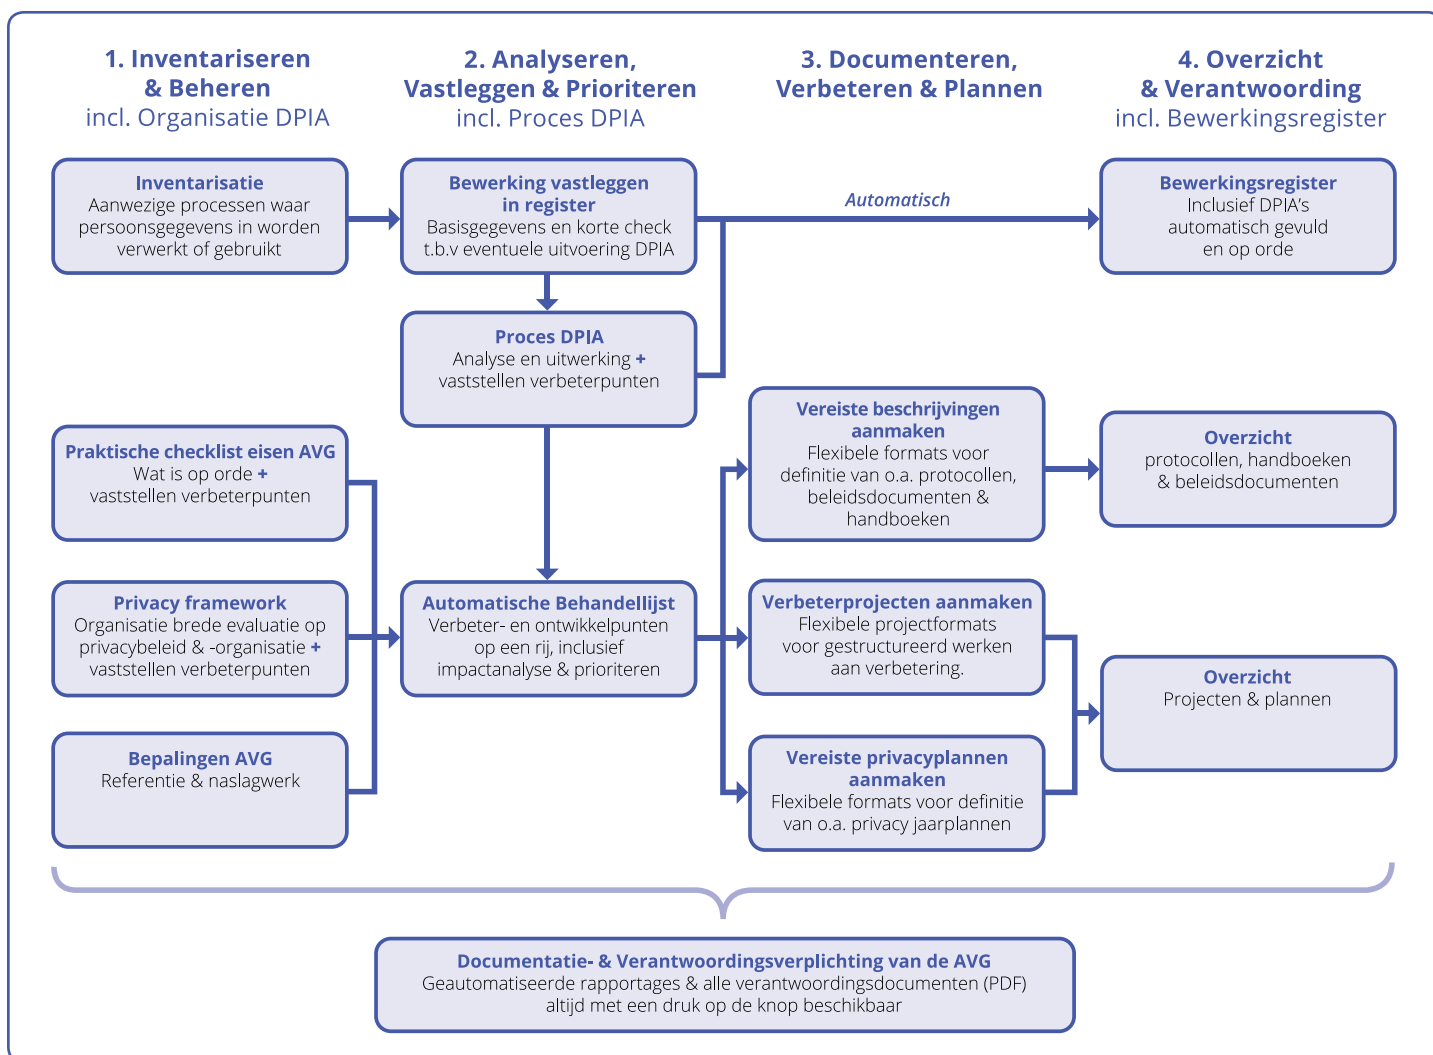 1. Inventariseren
& Beheren
incl. Organisatie DPIA
2. Analyseren,
Vastleggen & Prioriteren
incl. Proces DPIA
3. Documenteren,
Verbeteren & Plannen
4. Overzicht
& Verantwoording
incl. Bewerkingsregister
Inventarisatie
Aanwezige processen waar
persoonsgegevens in worden
verwerkt of gebruikt
Bewerking vastleggen
in register
Basisgegevens en korte check
t.b.v eventuele uitvoering DPIA
Automatisch
Bewerkingsregister
Inclusief DPIA's
automatisch gevuld
en op orde
Proces DPIA
Analyse en uitwerking +
vaststellen verbeterpunten
Praktische checklist eisen AVG
Wat is op orde +
vaststellen verbeterpunten
Vereiste beschrijvingen
aanmaken
Flexibele formats voor
definitie van o.a. protocollen,
beleidsdocumenten &
handboeken
Overzicht
protocollen, handboeken
& beleidsdocumenten
Privacy framework
Organisatie brede evaluatie op
privacybeleid & -organisatie +
vaststellen verbeterpunten
Automatische Behandellijst
Verbeter- en ontwikkelpunten
op een rij, inclusief
impactanalyse & prioriteren
Verbeterprojecten aanmaken
Flexibele projectformats
voor gestructureerd werken
aan verbetering.
Overzicht
Projecten & plannen
Bepalingen AVG
Referentie & naslagwerk
Vereiste privacyplannen
aanmaken
Flexibele formats voor definitie
van o.a. privacy jaarplannen
Documentatie- & Verantwoordingsverplichting van de AVG
Geautomatiseerde rapportages & alle verantwoordingsdocumenten (PDF)
altijd met een druk op de knop beschikbaar